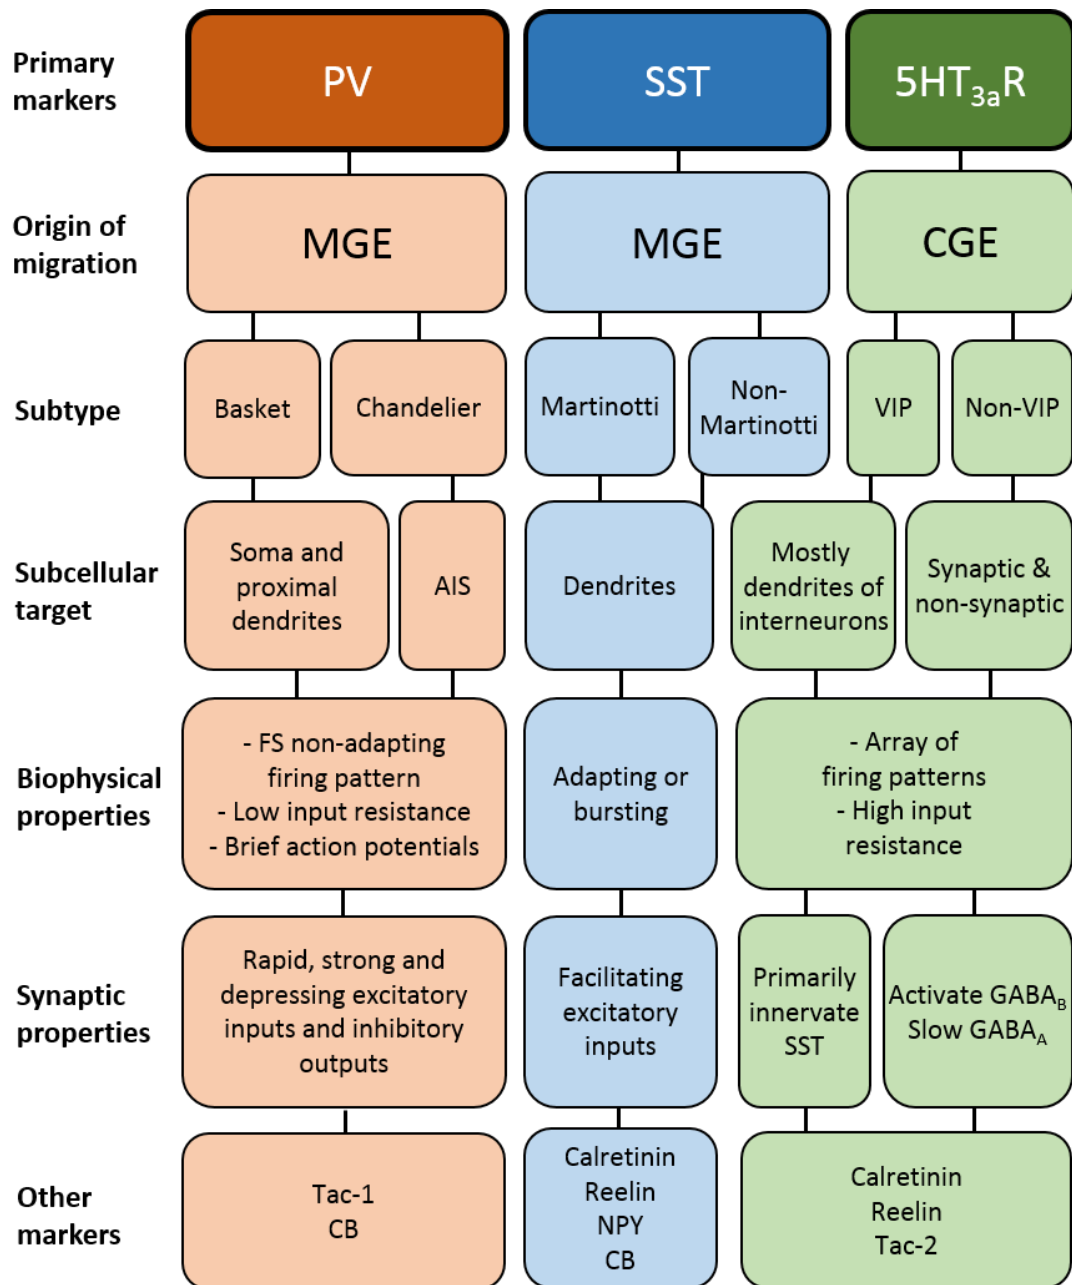 Primary
markers
PV
SST
5HT₃ₐR
Origin of
migration
MGE
MGE
CGE
Subtype
Basket
Chandelier
Martinotti
Non-
Martinotti
VIP
Non-VIP
Subcellular
target
Soma and
proximal
dendrites
AIS
Dendrites
Mostly
dendrites of
interneurons
Synaptic &
non-synaptic
Biophysical
properties
- FS non-adapting
firing pattern
- Low input resistance
- Brief action potentials
Adapting or
bursting
- Array of
firing patterns
- High input
resistance
Synaptic
properties
Rapid, strong and
depressing excitatory
inputs and inhibitory
outputs
Facilitating
excitatory
inputs
Primarily
innervate
SST
Activate GABA_B
Slow GABA_A
Other
markers
Tac-1
CB
Calretinin
Reelin
NPY
CB
Calretinin
Reelin
Tac-2